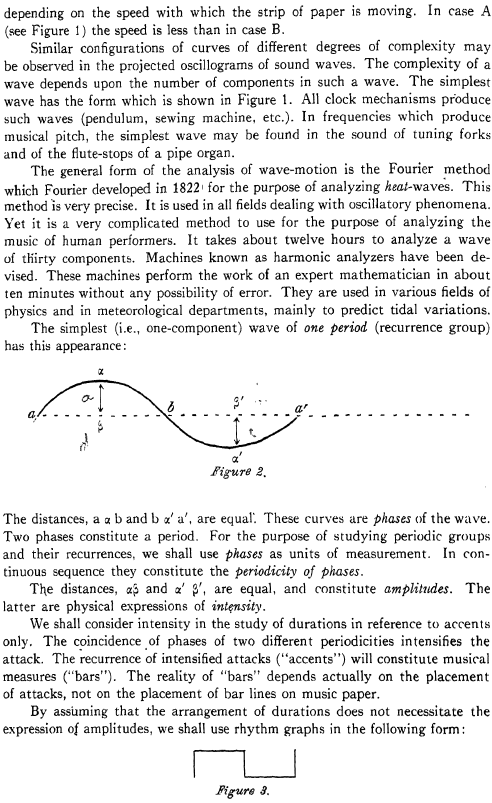 depending on the speed with which the strip of paper is moving. In case A
(see Figure 1) the speed is less than in case B.
Similar configurations of curves of different degrees of complexity may
be observed in the projected oscillograms of sound waves. The complexity of a
wave depends upon the number of components in such a wave. The simplest
wave has the form which is shown in Figure 1. All clock mechanisms produce
such waves (pendulum, sewing machine, etc.). In frequencies which produce
musical pitch, the simplest wave may be found in the sound of tuning forks
and of the flute-stops of a pipe organ.
The general form of the analysis of wave-motion is the Fourier method
which Fourier developed in 1822 for the purpose of analyzing heat-waves. This
method is very precise. It is used in all fields dealing with oscillatory phenomena.
Yet it is a very complicated method to use for the purpose of analyzing the
music of human performers. It takes about twelve hours to analyze a wave
of thirty components. Machines known as harmonic analyzers have been de-
vised. These machines perform the work of an expert mathematician in about
ten minutes without any possibility of error. They are used in various fields of
physics and in meteorological departments, mainly to predict tidal variations.
The simplest (i.e., one-component) wave of one period (recurrence group)
has this appearance:
α
a b β' a'
β
α'
Figure 2.
The distances, a α b and b α' a', are equal. These curves are phases of the wave.
Two phases constitute a period. For the purpose of studying periodic groups
and their recurrences, we shall use phases as units of measurement. In con-
tinuous sequence they constitute the periodicity of phases.
The distances, αβ and α' β', are equal, and constitute amplitudes. The
latter are physical expressions of intensity.
We shall consider intensity in the study of durations in reference to accents
only. The coincidence of phases of two different periodicities intensifies the
attack. The recurrence of intensified attacks ("accents") will constitute musical
measures ("bars"). The reality of "bars" depends actually on the placement
of attacks, not on the placement of bar lines on music paper.
By assuming that the arrangement of durations does not necessitate the
expression of amplitudes, we shall use rhythm graphs in the following form:
Figure 3.